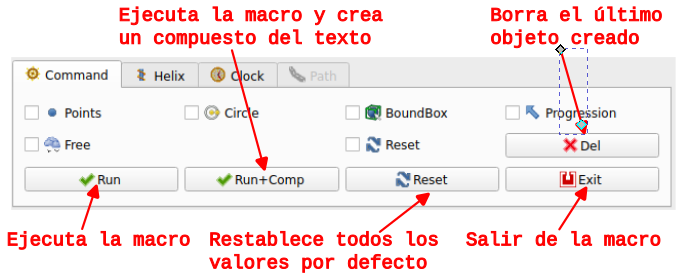 Ejecuta la macro y crea
un compuesto del texto
Borra el último
objeto creado
Command
Helix
Clock
Path
Points
Circle
BoundBox
Progression
Free
Reset
Del
Run
Run+Comp
Reset
Exit
Ejecuta la macro
Restablece todos los
valores por defecto
Salir de la macro